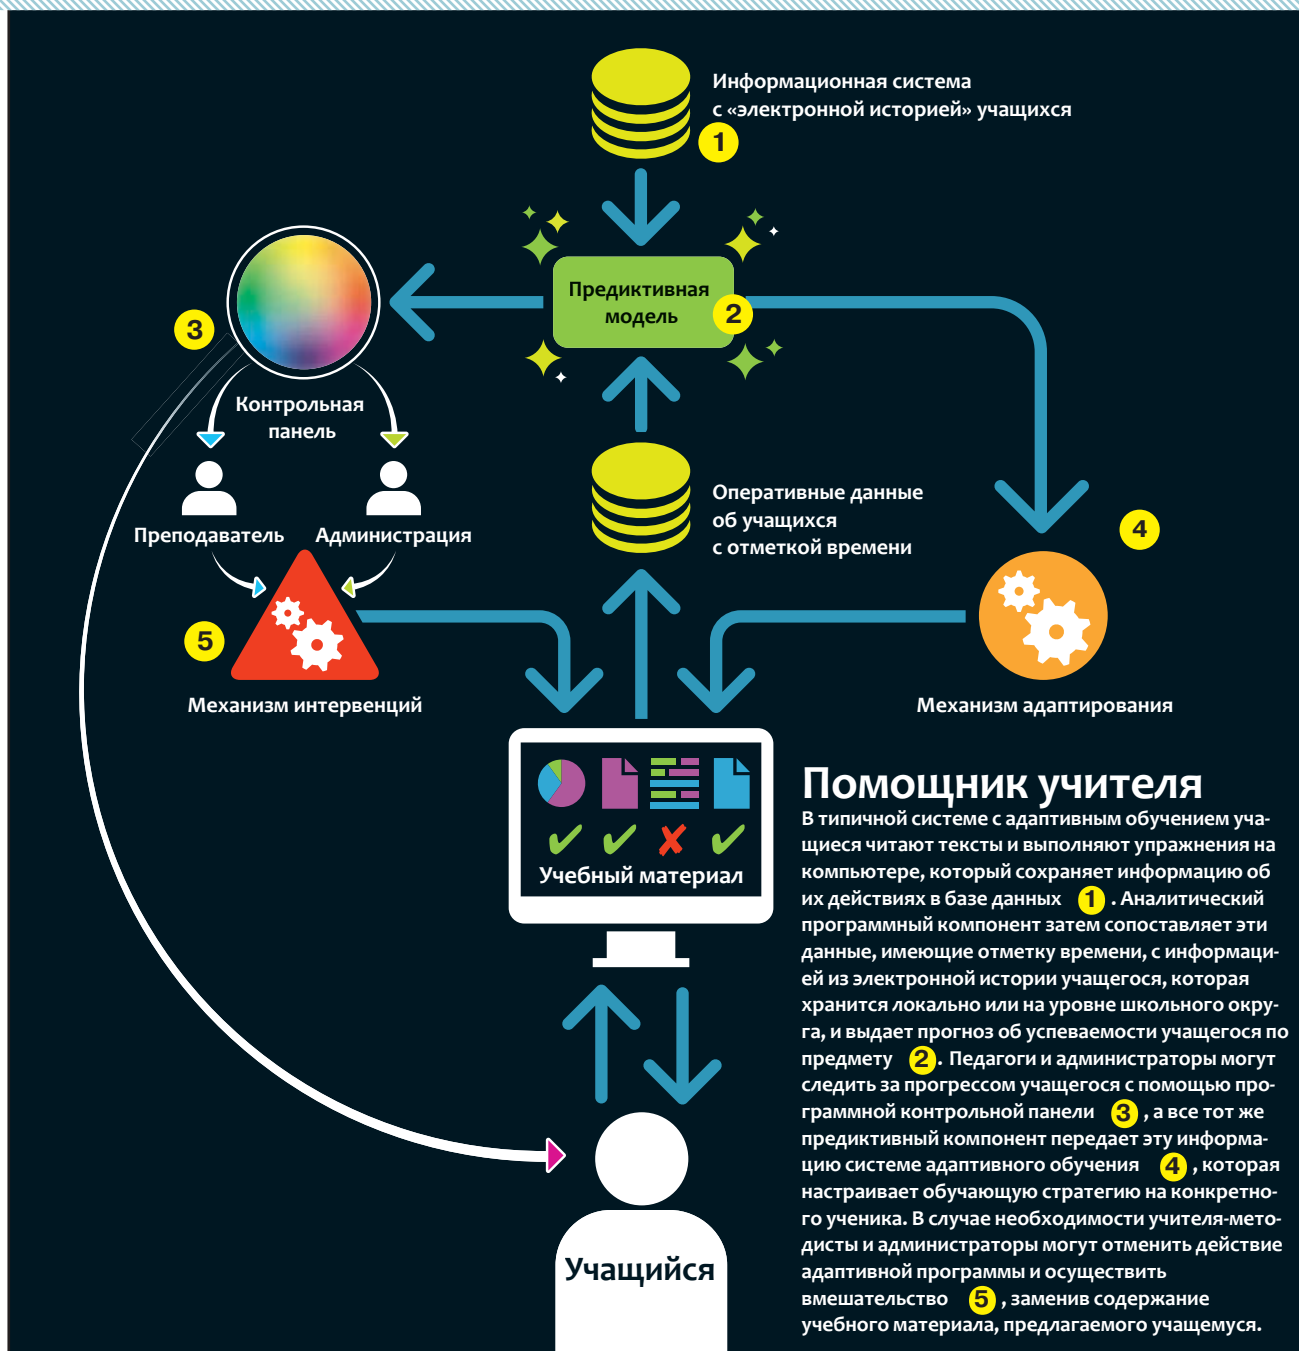 Информационная система
с «электронной историей» учащихся
1
Предиктивная
модель
2
3
Контрольная
панель
Преподаватель
Администрация
Оперативные данные
об учащихся
с отметкой времени
4
5
Механизм интервенций
Механизм адаптирования
Учебный материал
Учащийся
Помощник учителя
В типичной системе с адаптивным обучением уча-
щиеся читают тексты и выполняют упражнения на
компьютере, который сохраняет информацию об
их действиях в базе данных 1 . Аналитический
программный компонент затем сопоставляет эти
данные, имеющие отметку времени, с информаци-
ей из электронной истории учащегося, которая
хранится локально или на уровне школьного окру-
га, и выдает прогноз об успеваемости учащегося по
предмету 2 . Педагоги и администраторы могут
следить за прогрессом учащегося с помощью про-
граммной контрольной панели 3 , а все тот же
предиктивный компонент передает эту информа-
цию системе адаптивного обучения 4 , которая
настраивает обучающую стратегию на конкретно-
го ученика. В случае необходимости учителя-мето-
дисты и администраторы могут отменить действие
адаптивной программы и осуществить
вмешательство 5 , заменив содержание
учебного материала, предлагаемого учащемуся.